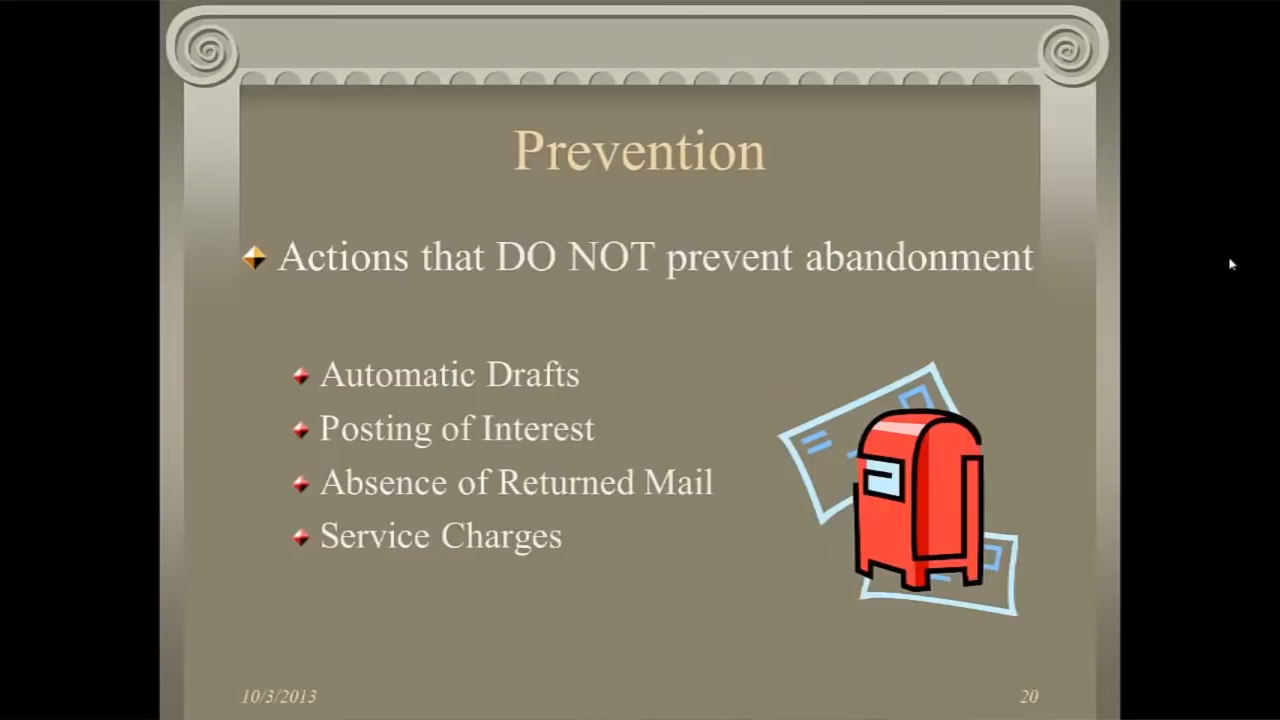 Prevention
Actions that DO NOT prevent abandonment
Automatic Drafts
Posting of Interest
Absence of Returned Mail
Service Charges
10/3/2013
20